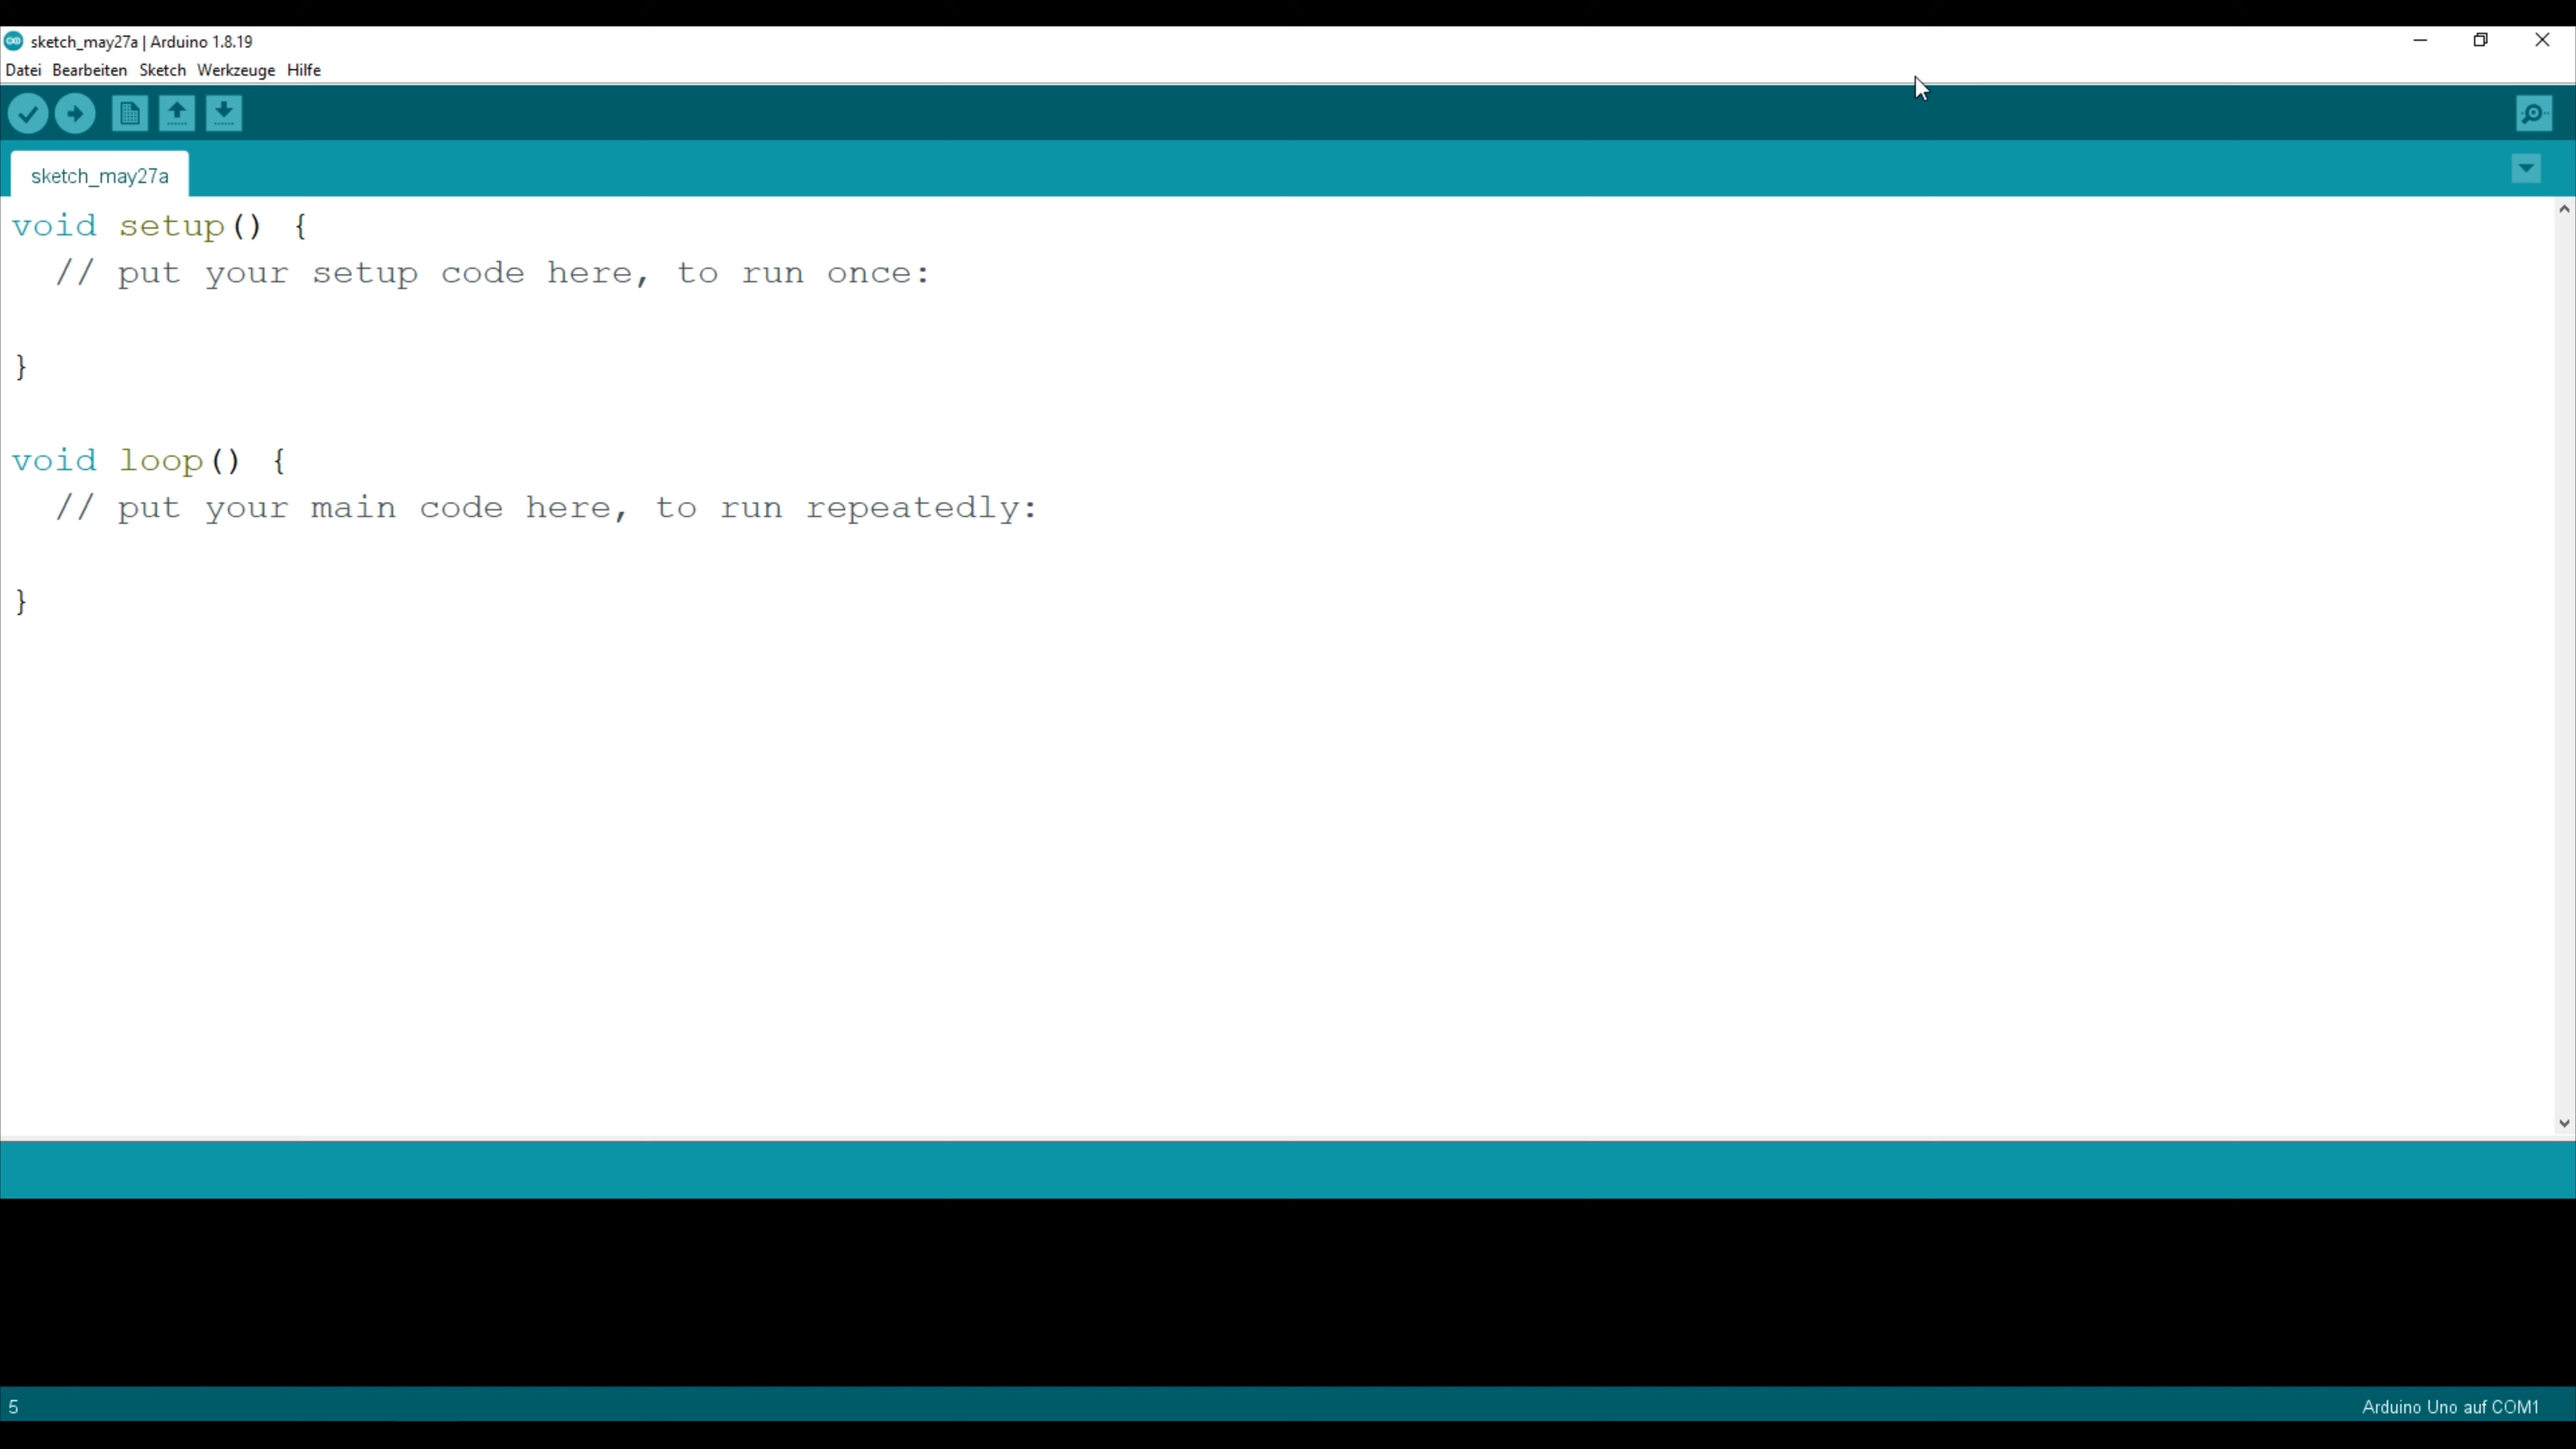 sketch_may27a | Arduino 1.8.19
Datei Bearbeiten Sketch Werkzeuge Hilfe
sketch_may27a
void setup() {
  // put your setup code here, to run once:
}
void loop() {
  // put your main code here, to run repeatedly:
}
5 Arduino Uno auf COM1